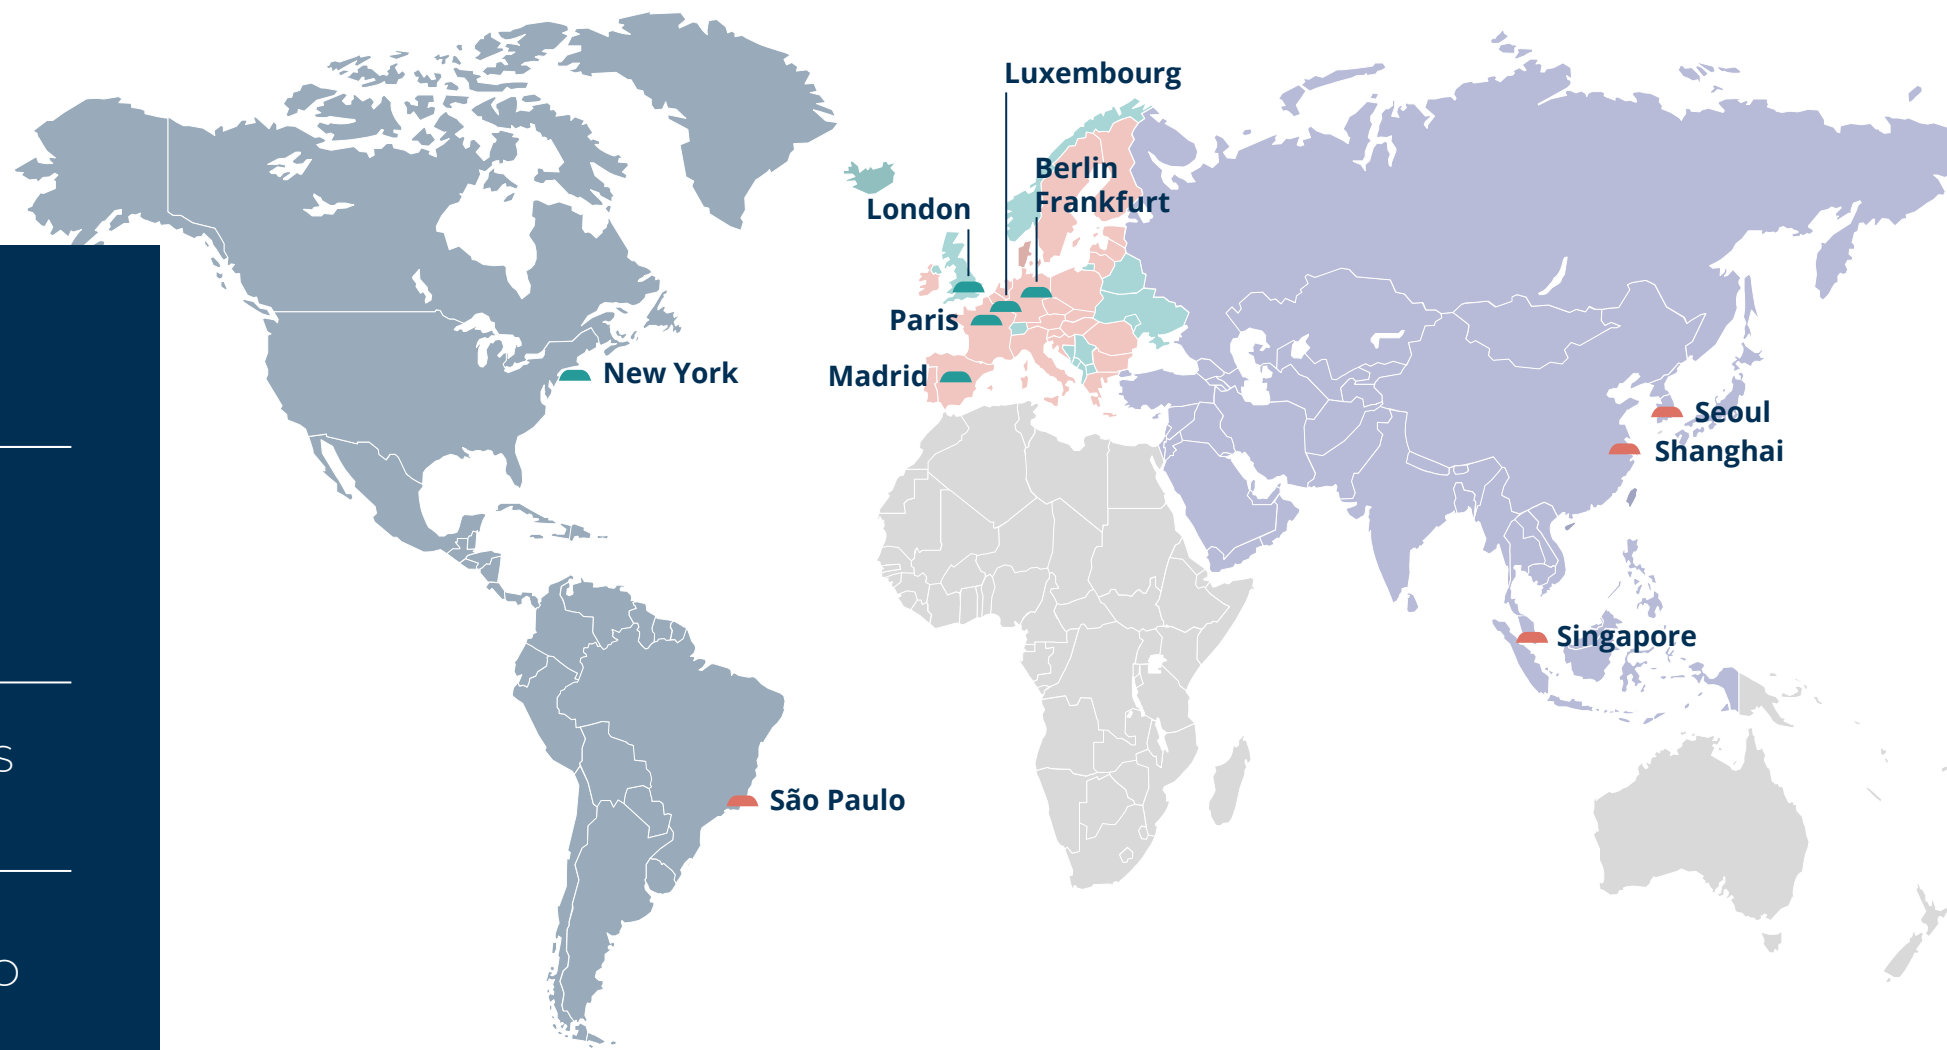 Luxembourg
Berlin
Frankfurt
London
Paris
Madrid
New York
Seoul
Shanghai
Singapore
São Paulo
s
o